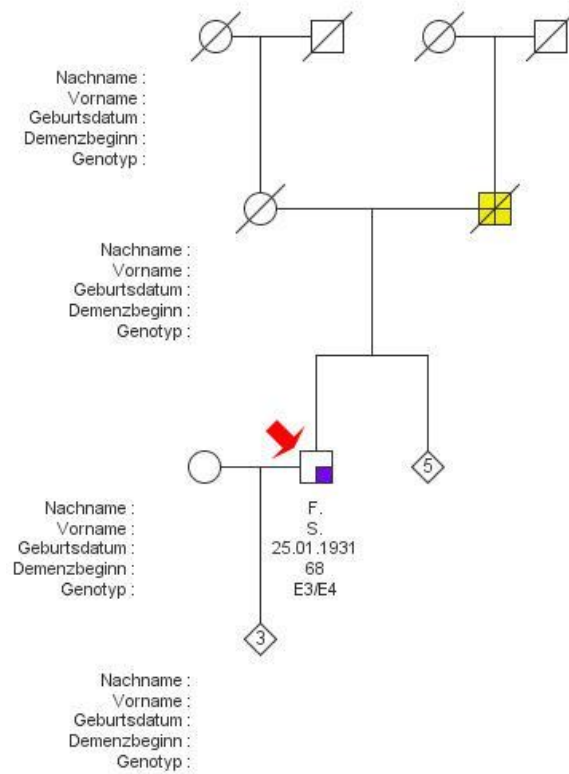 Nachname :
Vorname :
Geburtsdatum :
Demenzbeginn :
Genotyp :
Nachname :
Vorname :
Geburtsdatum :
Demenzbeginn :
Genotyp :
5
Nachname : F.
Vorname : S.
Geburtsdatum : 25.01.1931
Demenzbeginn : 68
Genotyp : E3/E4
3
Nachname :
Vorname :
Geburtsdatum :
Demenzbeginn :
Genotyp :